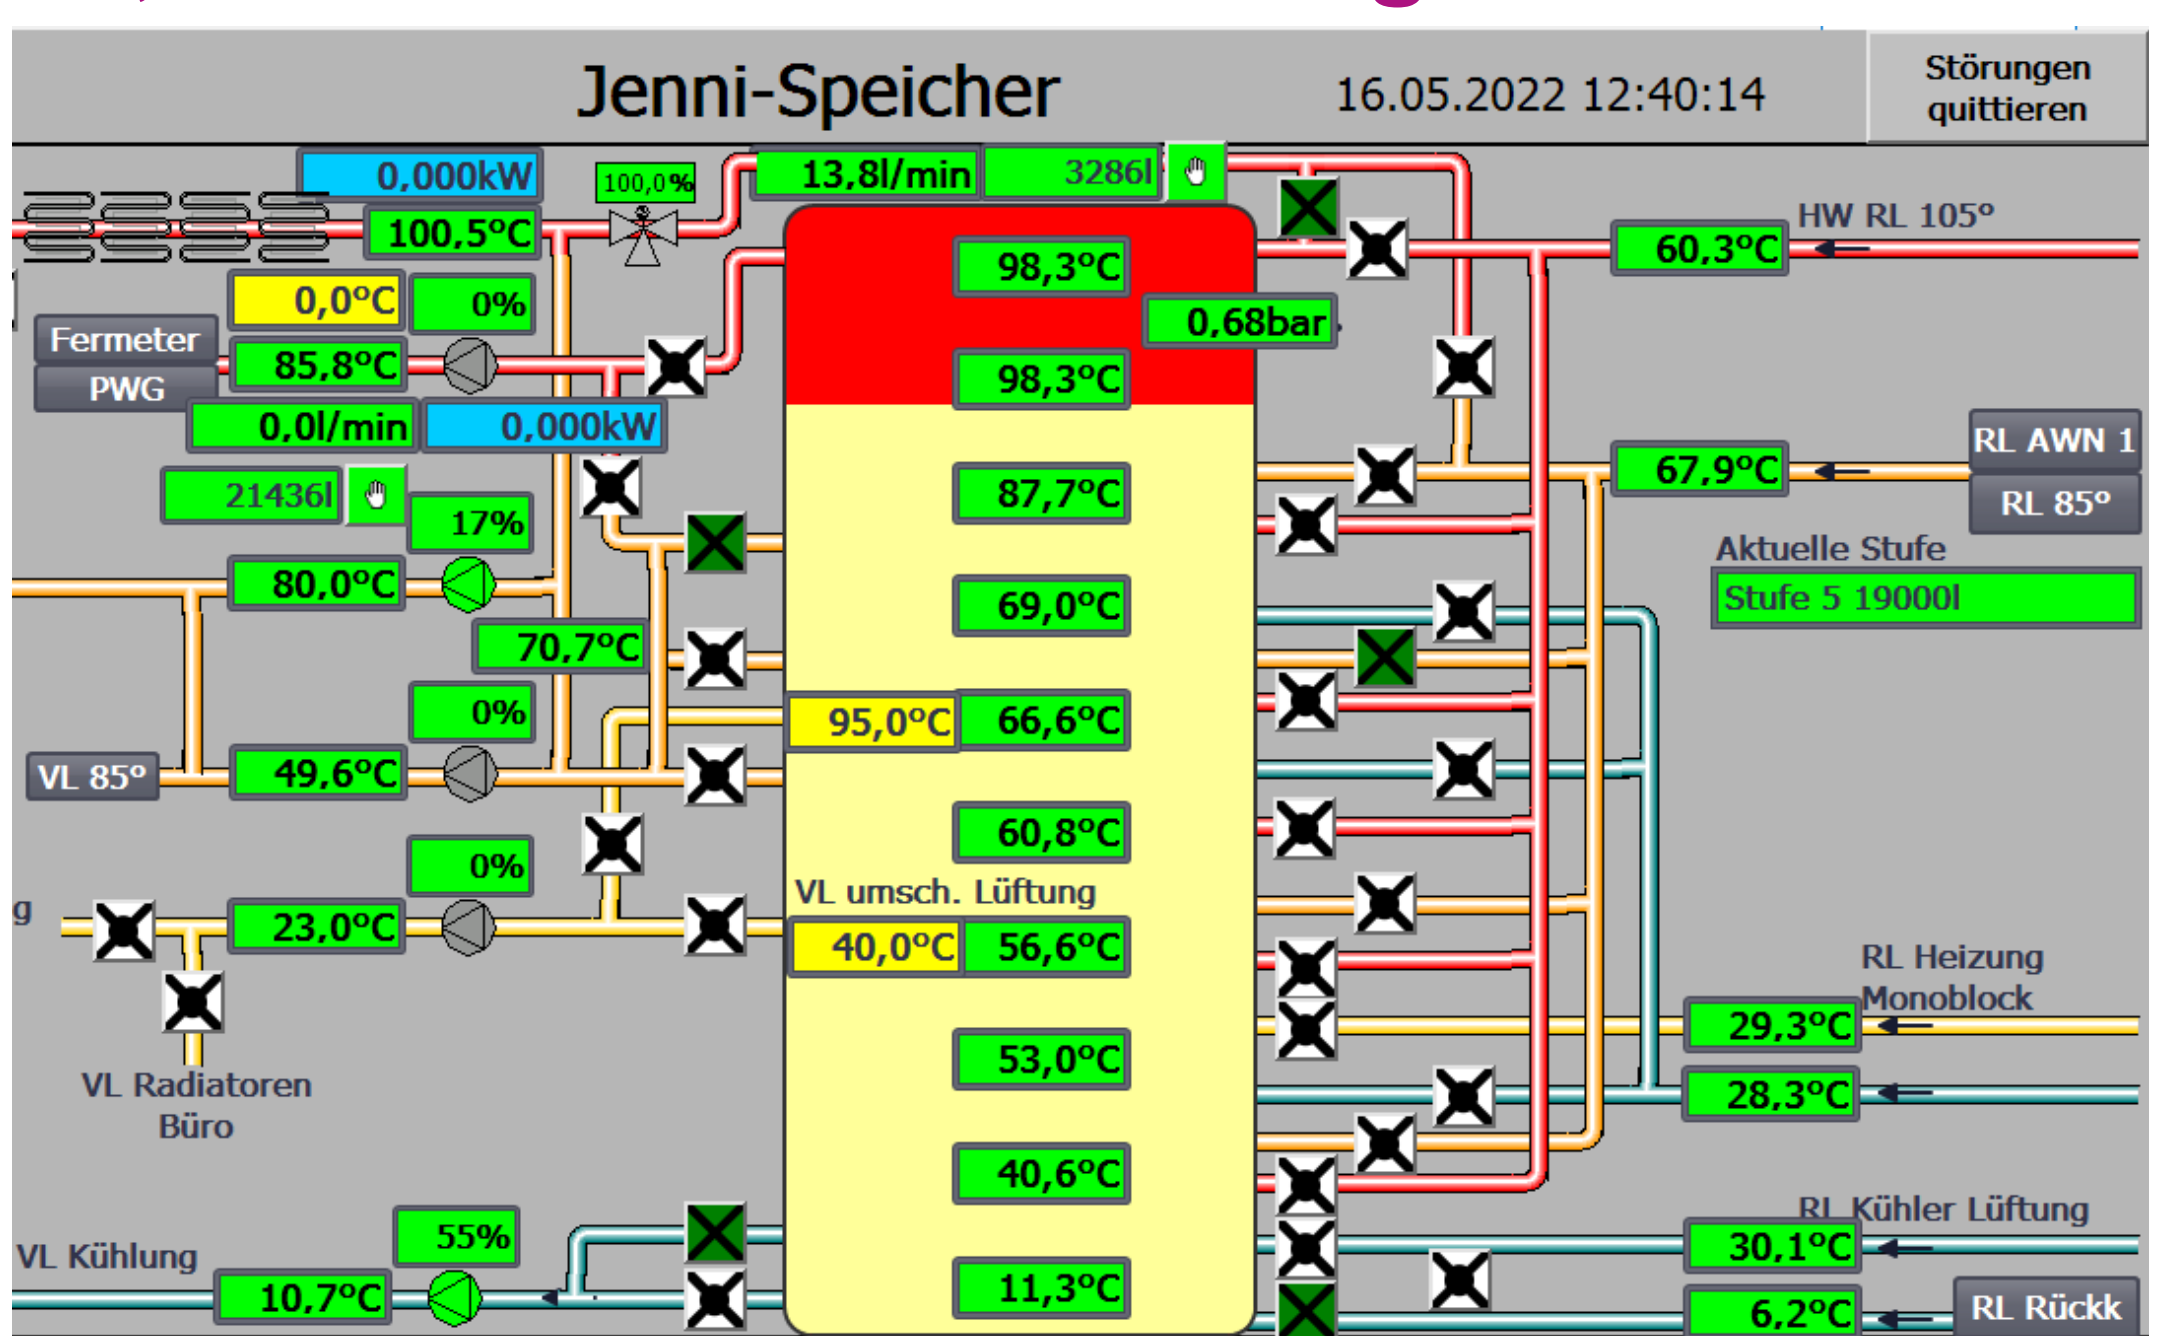 Jenni-Speicher
16.05.2022 12:40:14
Störungen
quittieren
0,000kW
100,0%
13,8l/min
3286l
100,5°C
98,3°C
HW RL 105°
60,3°C
0,0°C
0%
0,68bar
Fermeter
PWG
85,8°C
98,3°C
0,0l/min
0,000kW
21436l
17%
87,7°C
67,9°C
RL AWN 1
RL 85°
Aktuelle Stufe
Stufe 5 19000l
80,0°C
69,0°C
70,7°C
0%
95,0°C
66,6°C
VL 85°
49,6°C
60,8°C
0%
VL umsch. Lüftung
g
23,0°C
40,0°C
56,6°C
RL Heizung
Monoblock
29,3°C
53,0°C
VL Radiatoren
Büro
28,3°C
40,6°C
55%
VL Kühlung
10,7°C
11,3°C
RL Kühler Lüftung
30,1°C
6,2°C
RL Rückk